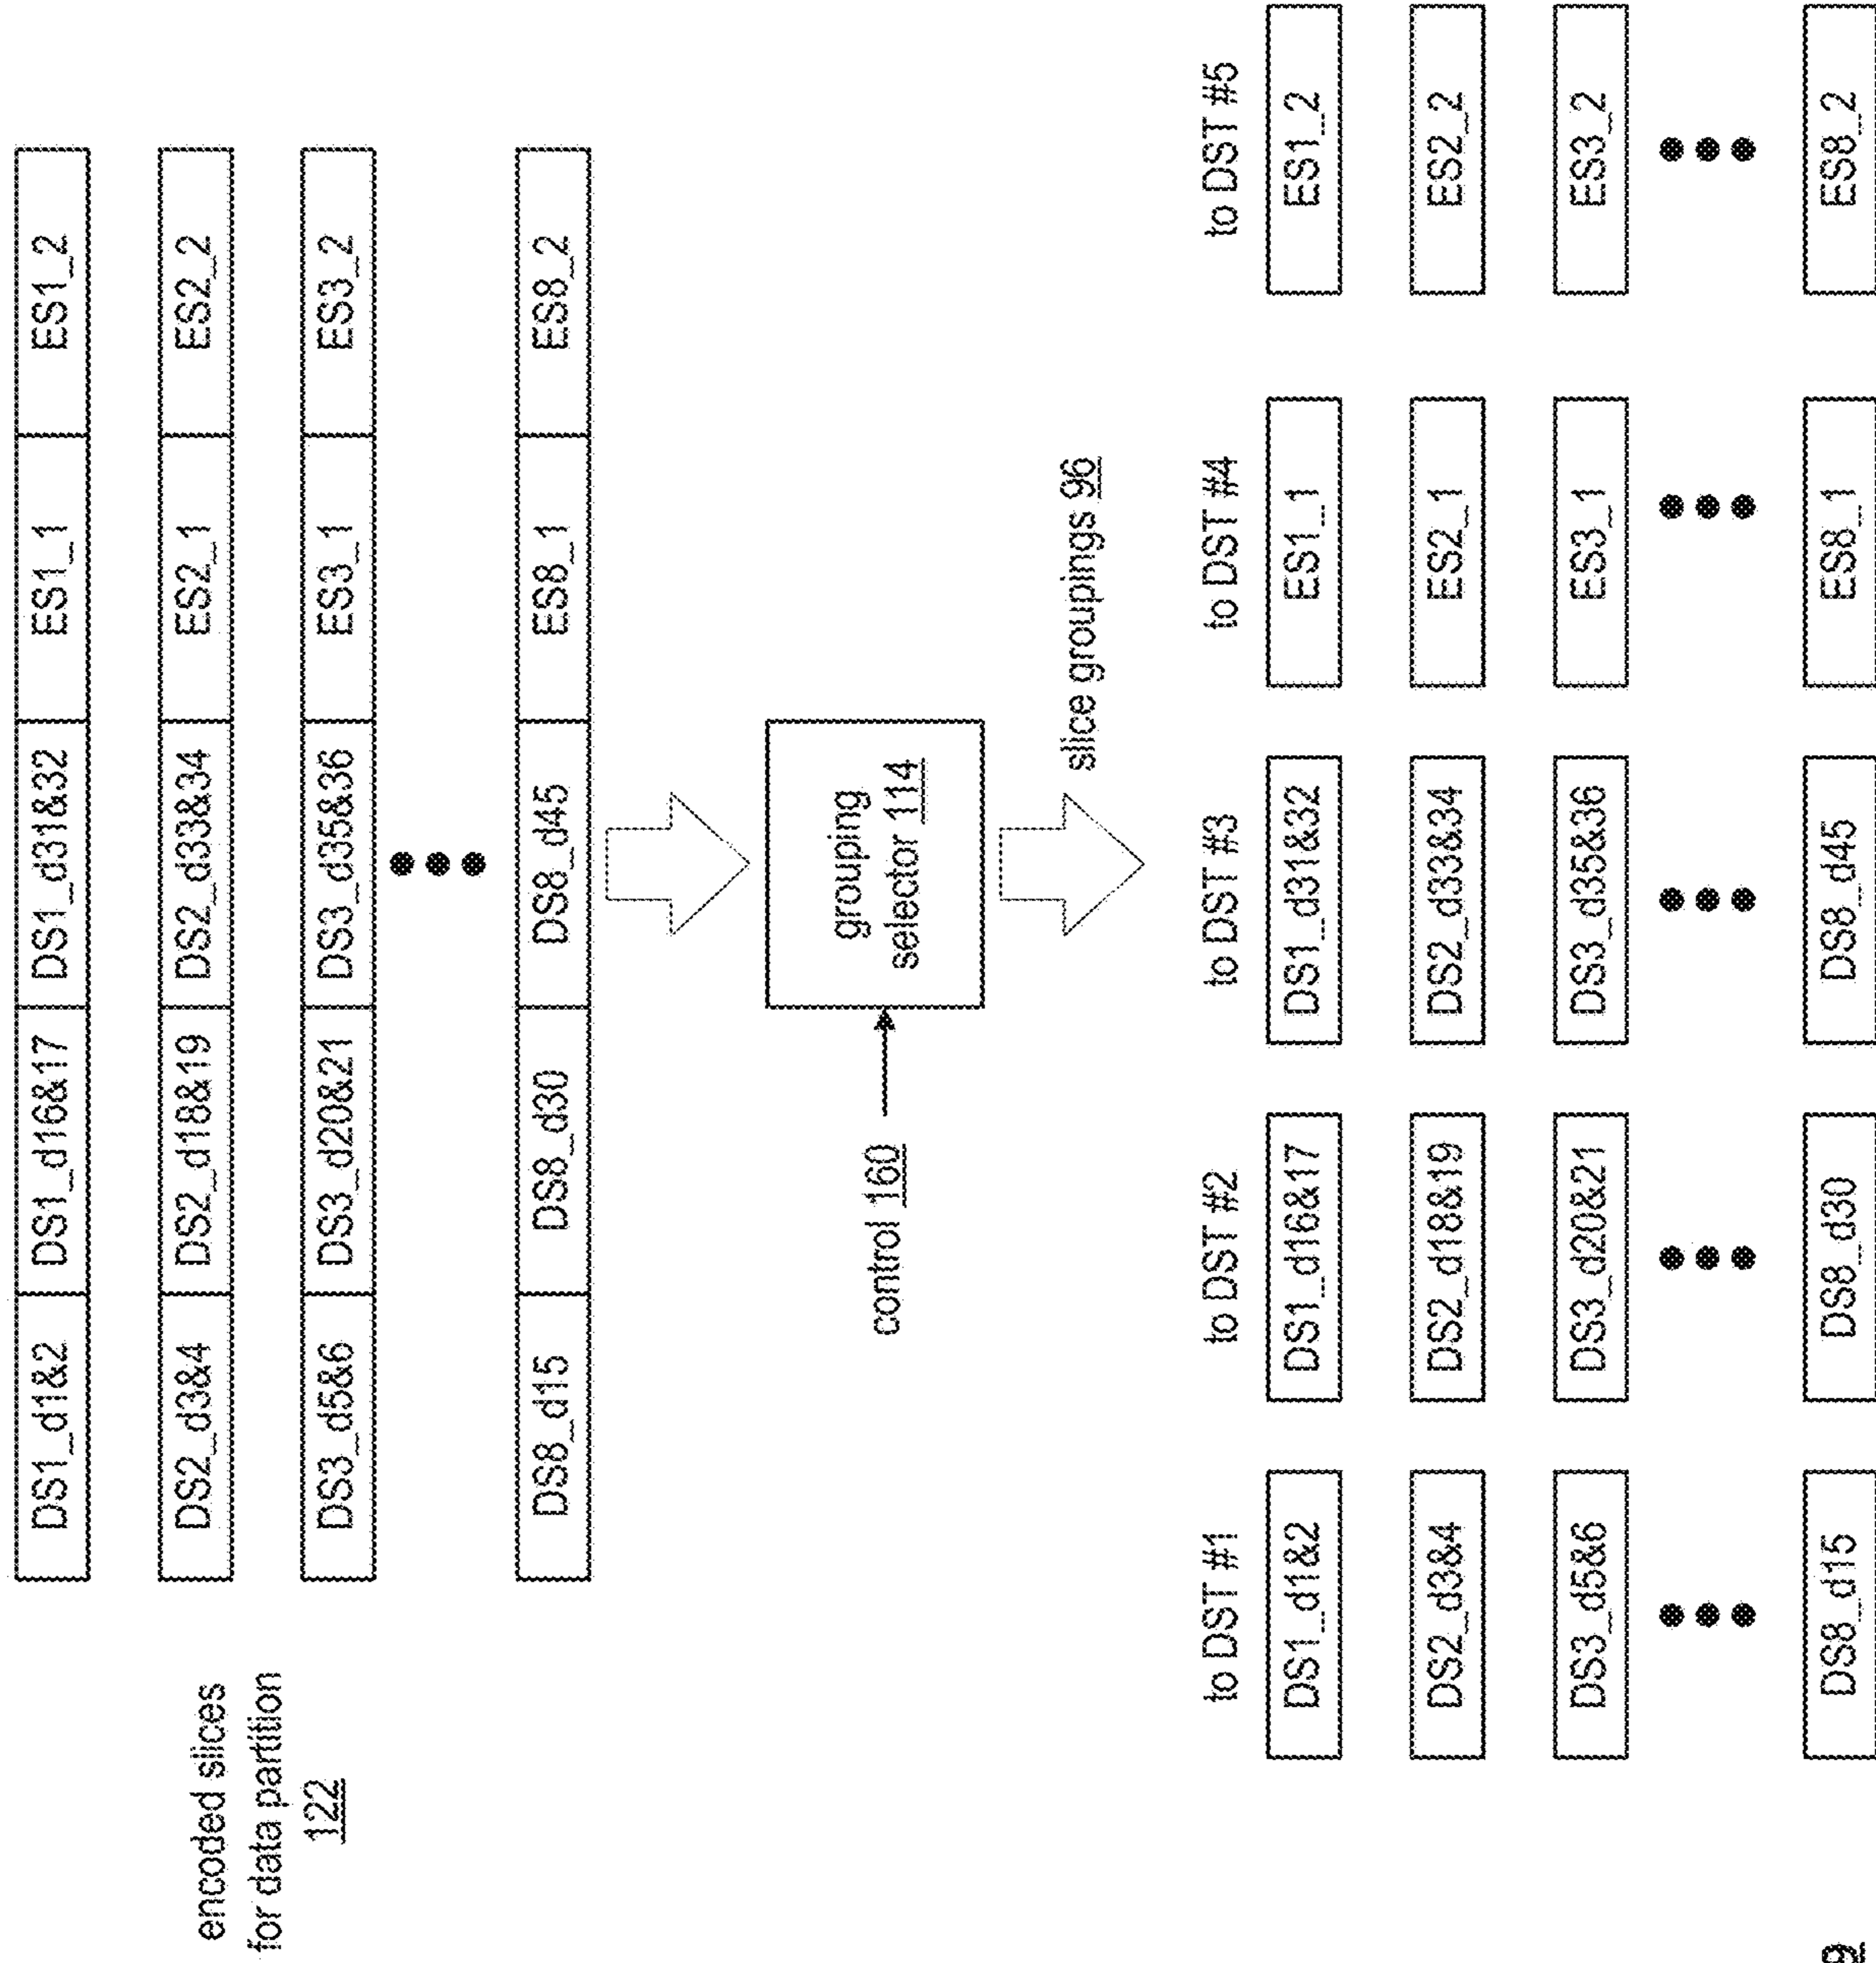 encoded slices
for data partition
122
DS1_d1&2 DS1_d16&17 DS1_d31&32 ES1_1 ES1_2
DS2_d3&4 DS2_d18&19 DS2_d33&34 ES2_1 ES2_2
DS3_d5&6 DS3_d20&21 DS3_d35&36 ES3_1 ES3_2
DS8_d15 DS8_d30 DS8_d45 ES8_1 ES8_2
control 160
grouping
selector 114
slice groupings 96
to DST #1 to DST #2 to DST #3 to DST #4 to DST #5
DS1_d1&2 DS1_d16&17 DS1_d31&32 ES1_1 ES1_2
DS2_d3&4 DS2_d18&19 DS2_d33&34 ES2_1 ES2_2
DS3_d5&6 DS3_d20&21 DS3_d35&36 ES3_1 ES3_2
DS8_d15 DS8_d30 DS8_d45 ES8_1 ES8_2